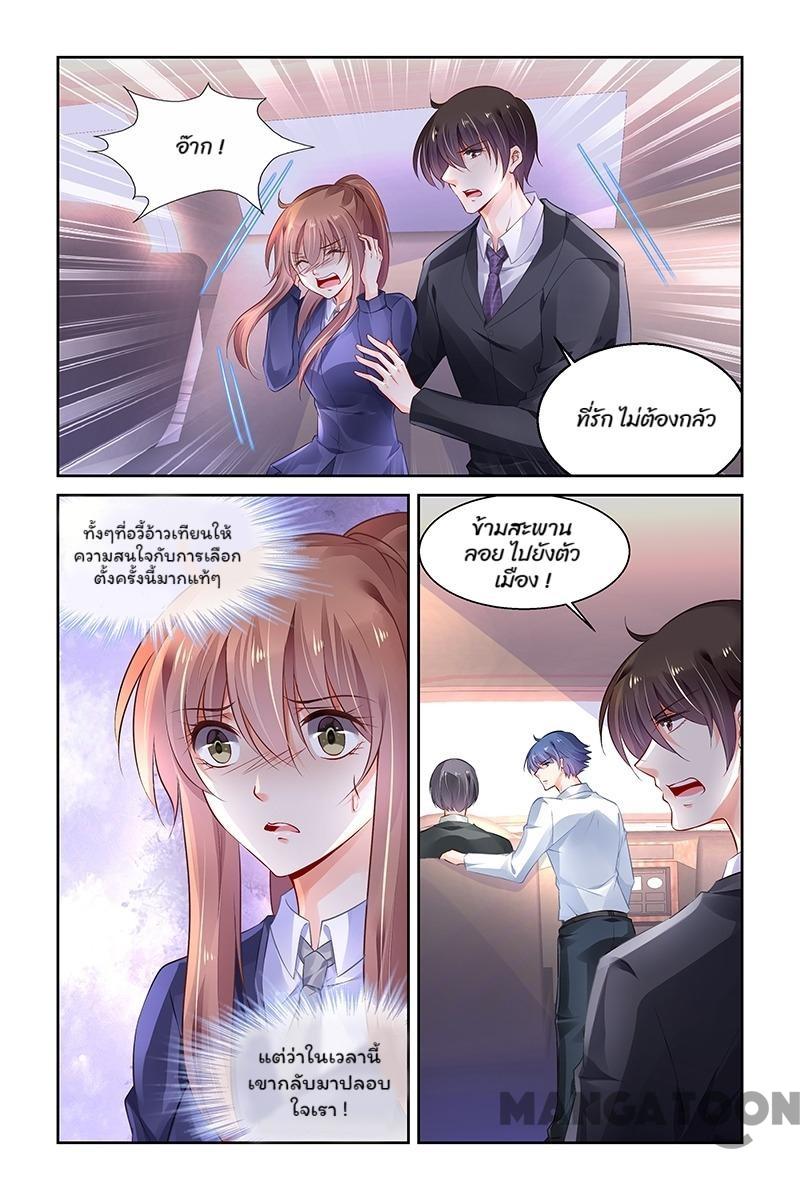 อ๊าก !
ที่รัก ไม่ต้องกลัว
ทั้งๆที่อวี้อ้าวเทียนให้
ความสนใจกับการเลือก
ตั้งครั้งนี้มากแท้ๆ
ข้ามสะพาน
ลอย ไปยังตัว
เมือง !
แต่ว่าในเวลานี้
เขากลับมาปลอบ
ใจเรา !
MANGATOON